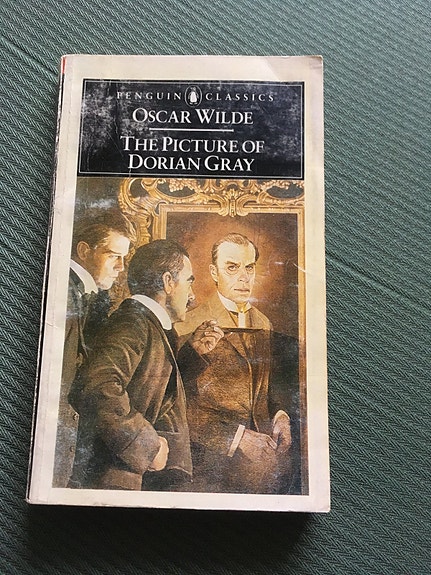 PENGUIN CLASSICS
OSCAR WILDE
THE PICTURE OF
DORIAN GRAY